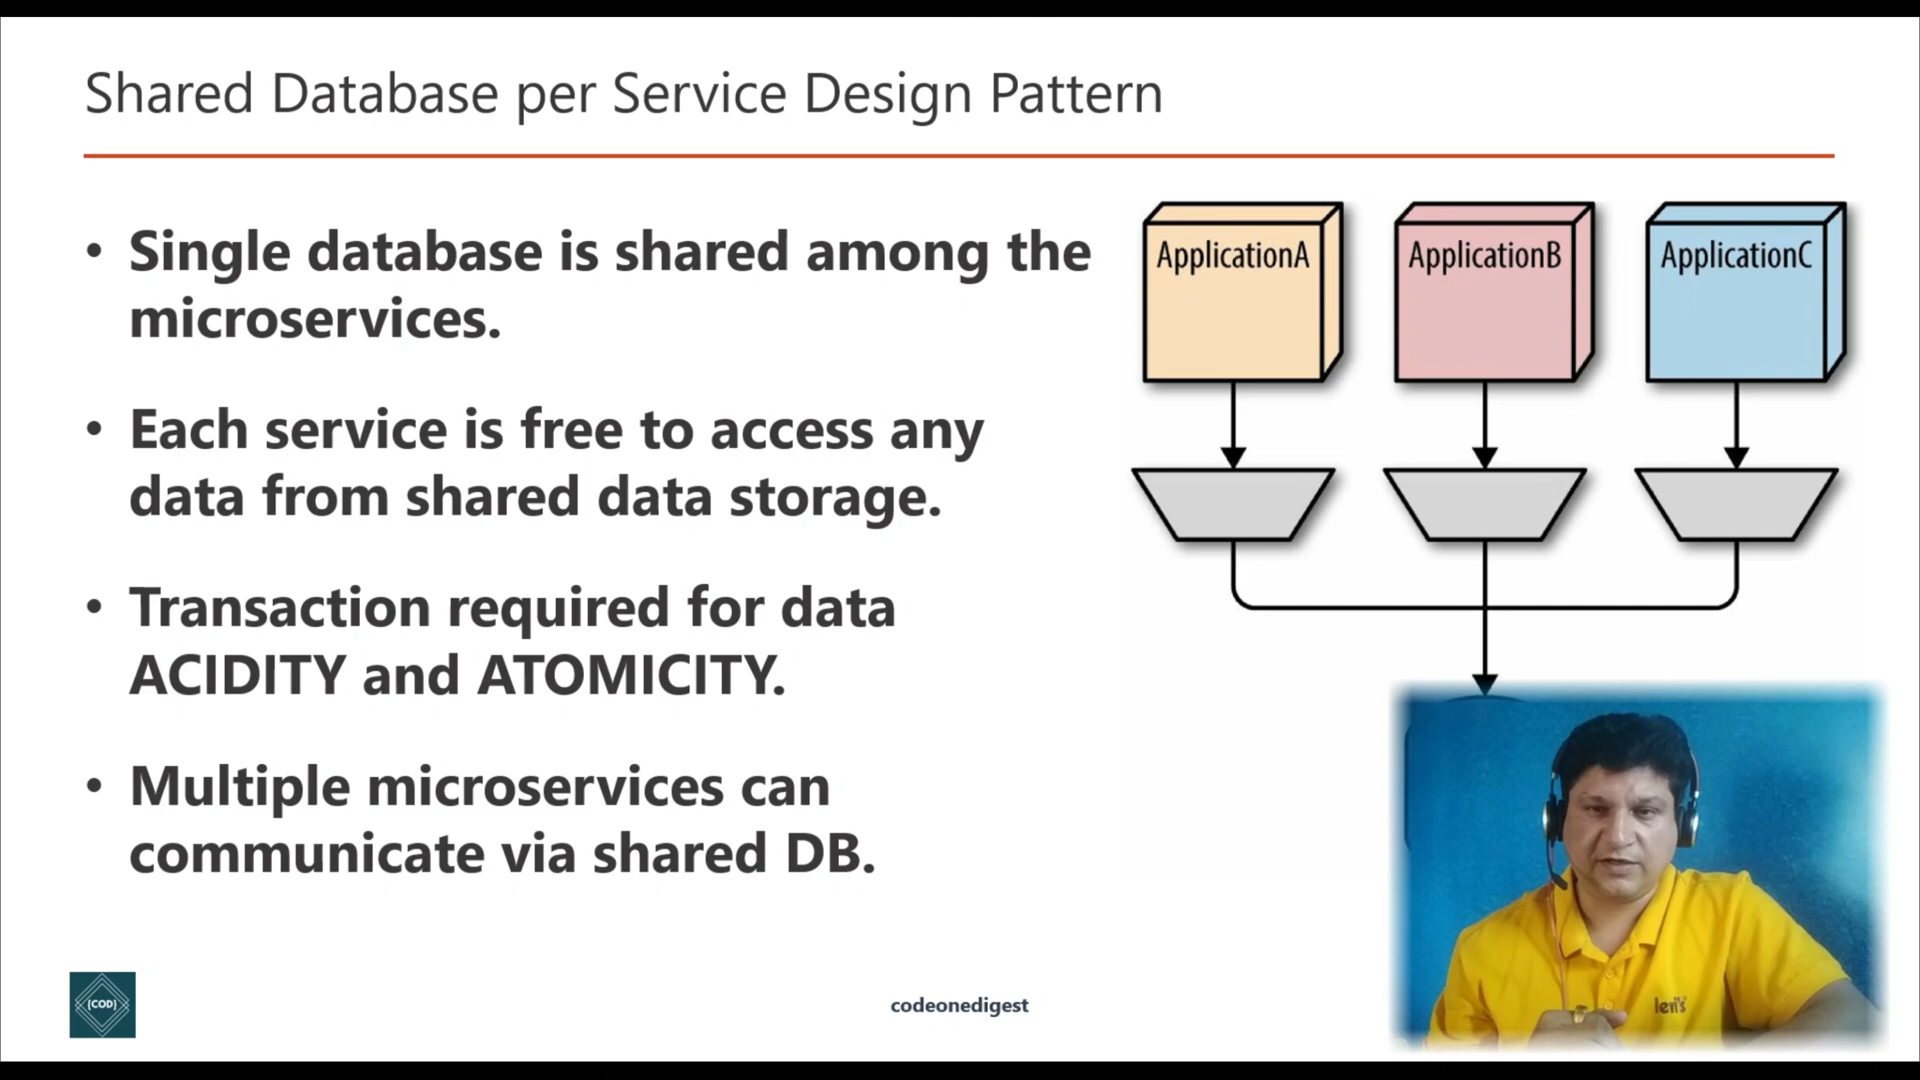 Shared Database per Service Design Pattern
• Single database is shared among the
microservices.
• Each service is free to access any
data from shared data storage.
• Transaction required for data
ACIDITY and ATOMICITY.
• Multiple microservices can
communicate via shared DB.
ApplicationA
ApplicationB
ApplicationC
levi's
{COD}
codeonedigest